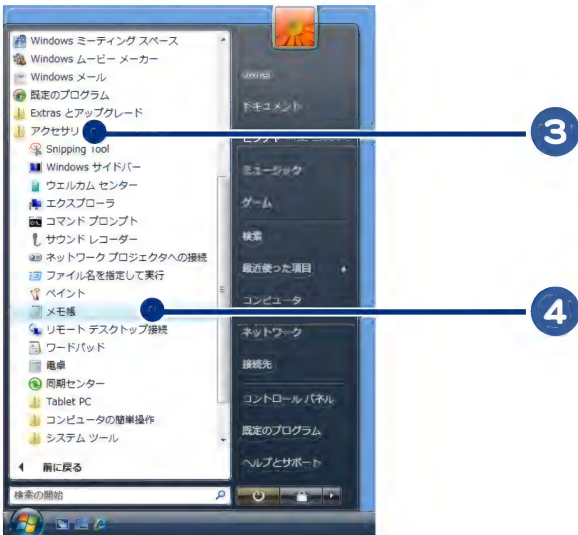 Windows ミーティング スペース
Windows ムービー メーカー
Windows メール
既定のプログラム
Extras とアップグレード
アクセサリ
Snipping Tool
Windows サイドバー
ウェルカム センター
エクスプローラ
コマンド プロンプト
サウンド レコーダー
ネットワーク プロジェクタへの接続
ファイル名を指定して実行
ペイント
メモ帳
リモート デスクトップ接続
ワードパッド
電卓
同期センター
Tablet PC
コンピュータの簡単操作
システム ツール
前に戻る
検索の開始
owner
ドキュメント
ピクチャ
ミュージック
ゲーム
検索
最近使った項目
コンピュータ
ネットワーク
接続先
コントロール パネル
既定のプログラム
ヘルプとサポート
3
4